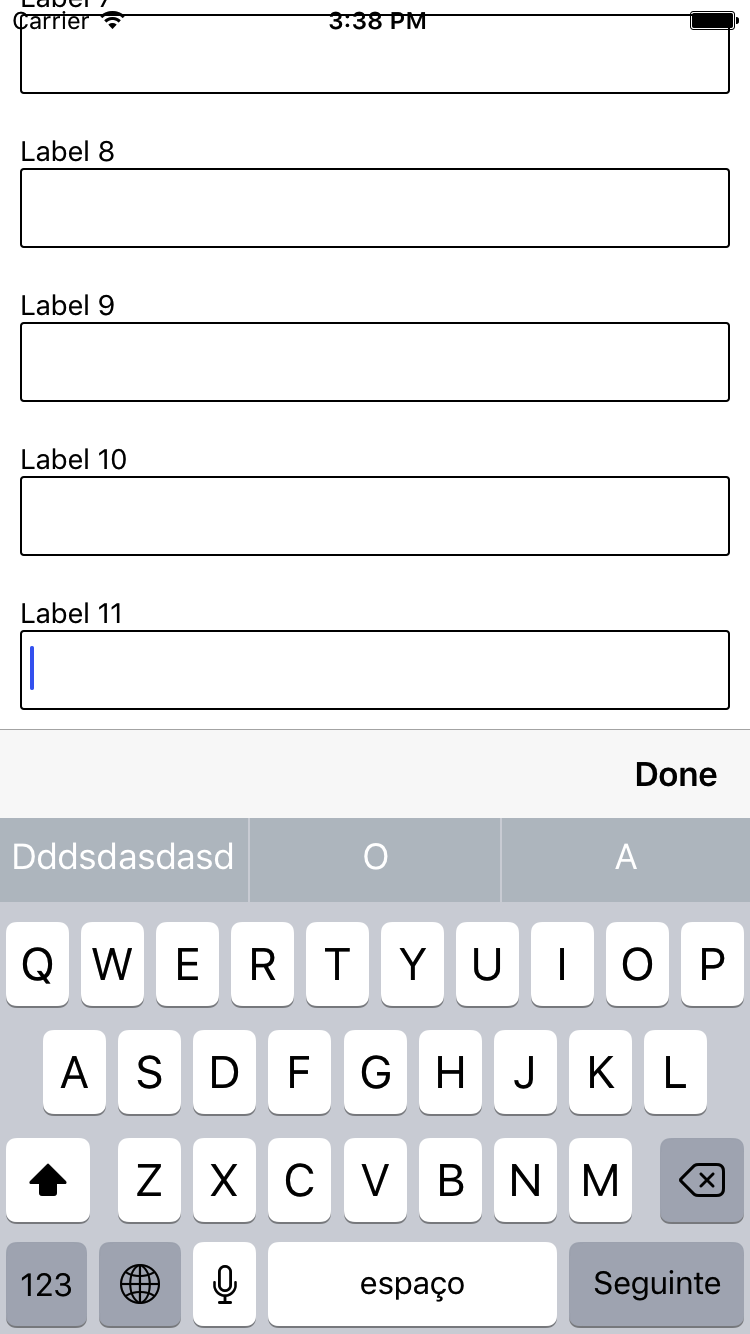 Label 7
Carrier 3:38 PM
Label 8
Label 9
Label 10
Label 11
Done
Dddsdasdasd O A
Q W E R T Y U I O P
A S D F G H J K L
Z X C V B N M
123 espaço Seguinte